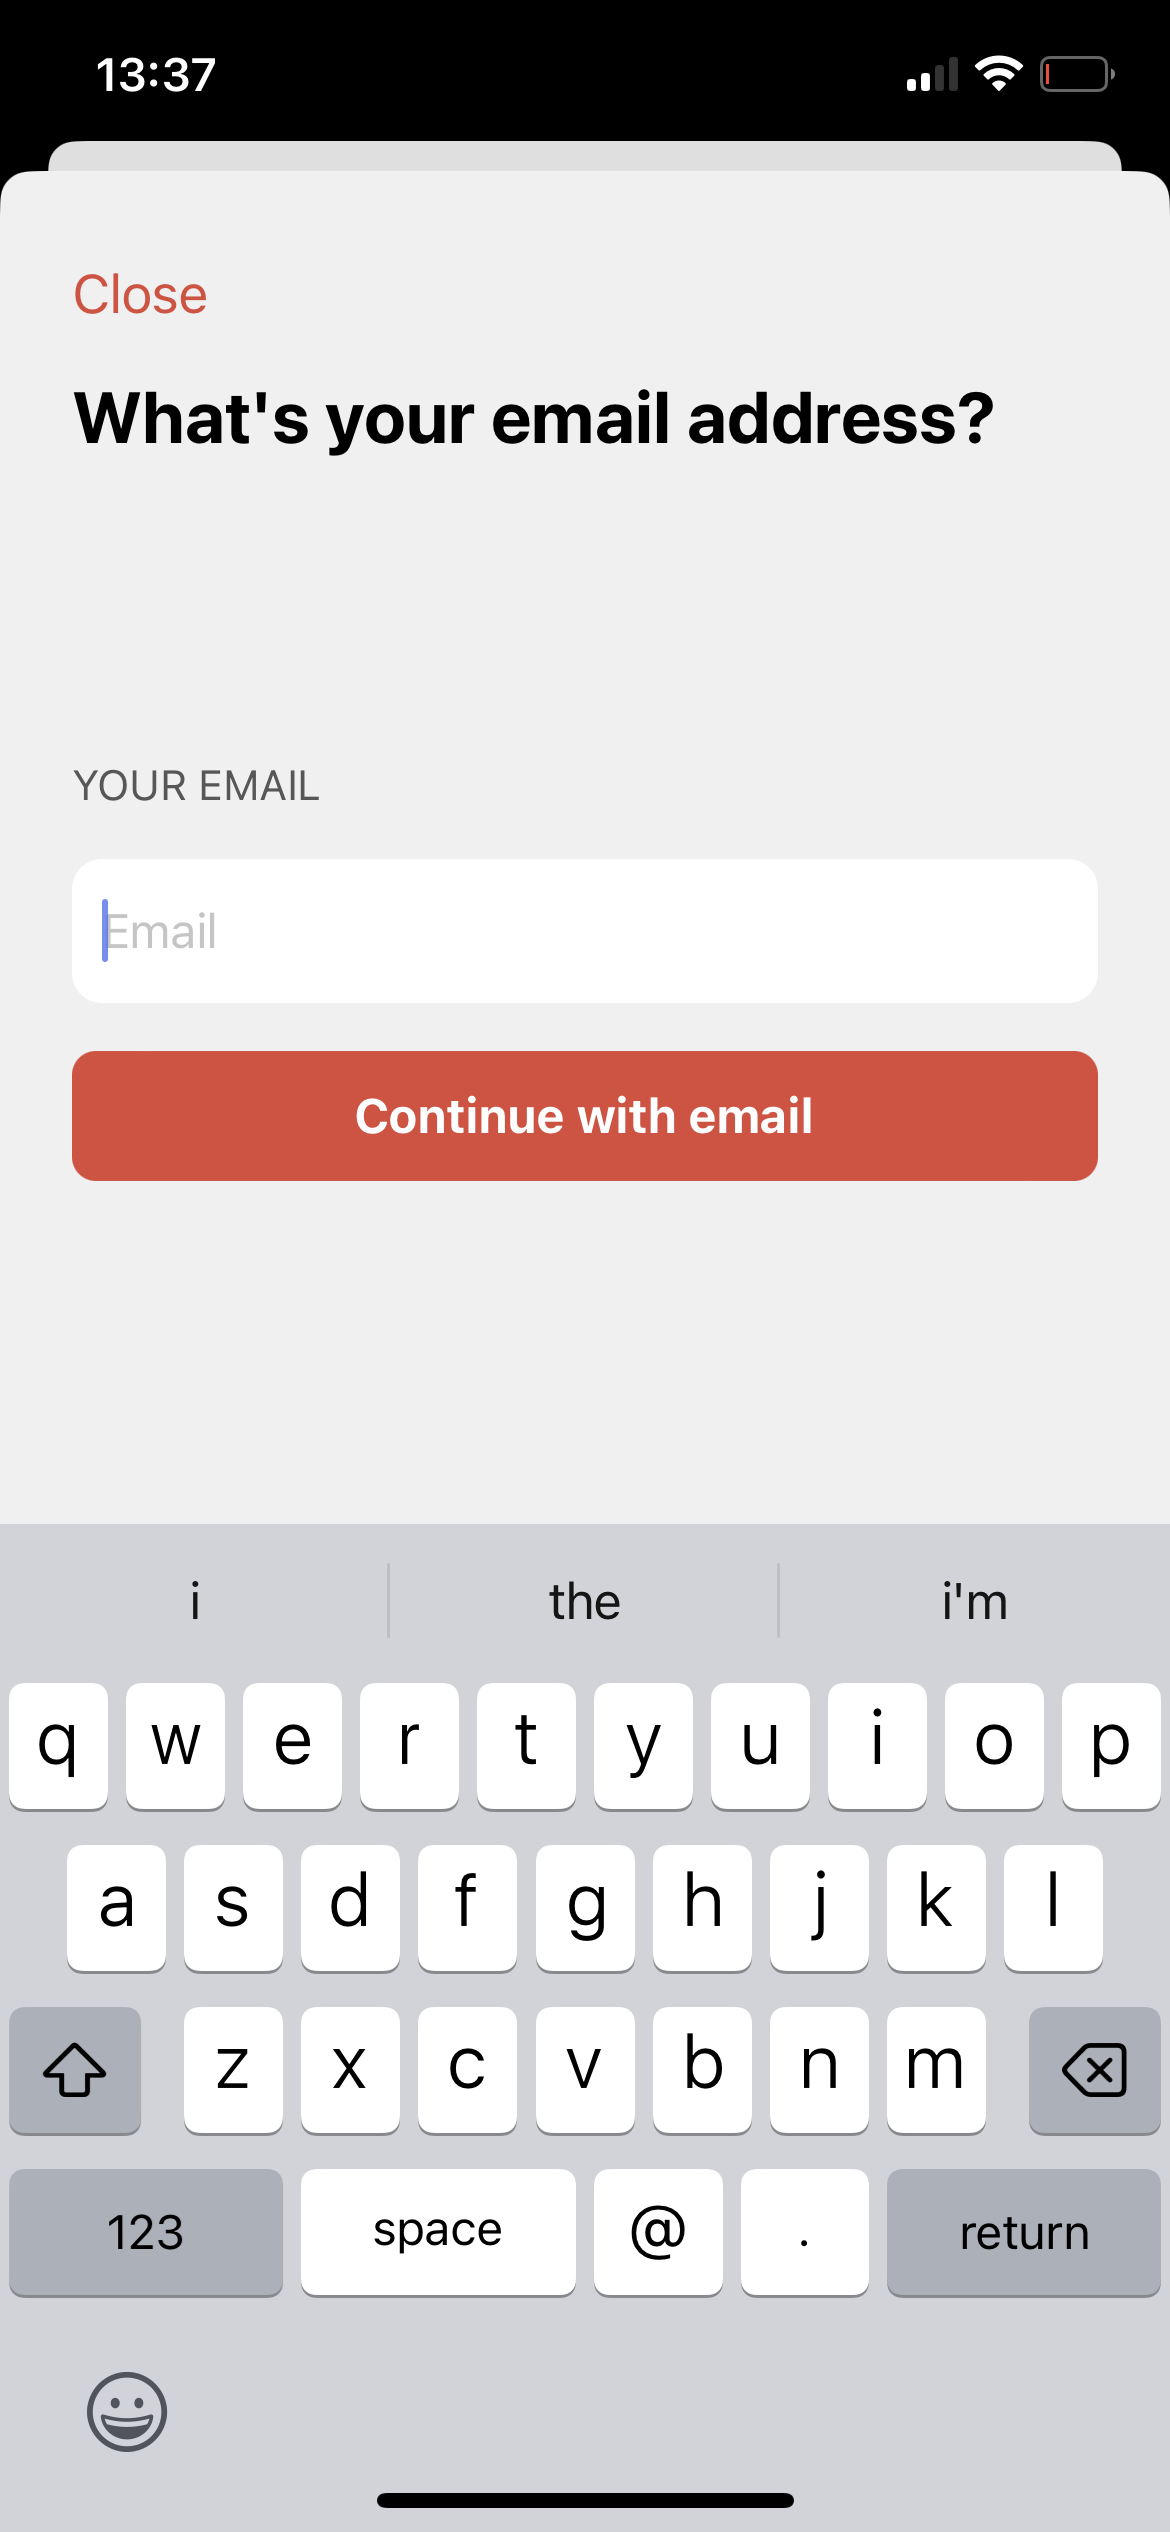 13:37
Close
What's your email address?
YOUR EMAIL
Email
Continue with email
i the i'm
q w e r t y u i o p
a s d f g h j k l
z x c v b n m
123 space @ . return